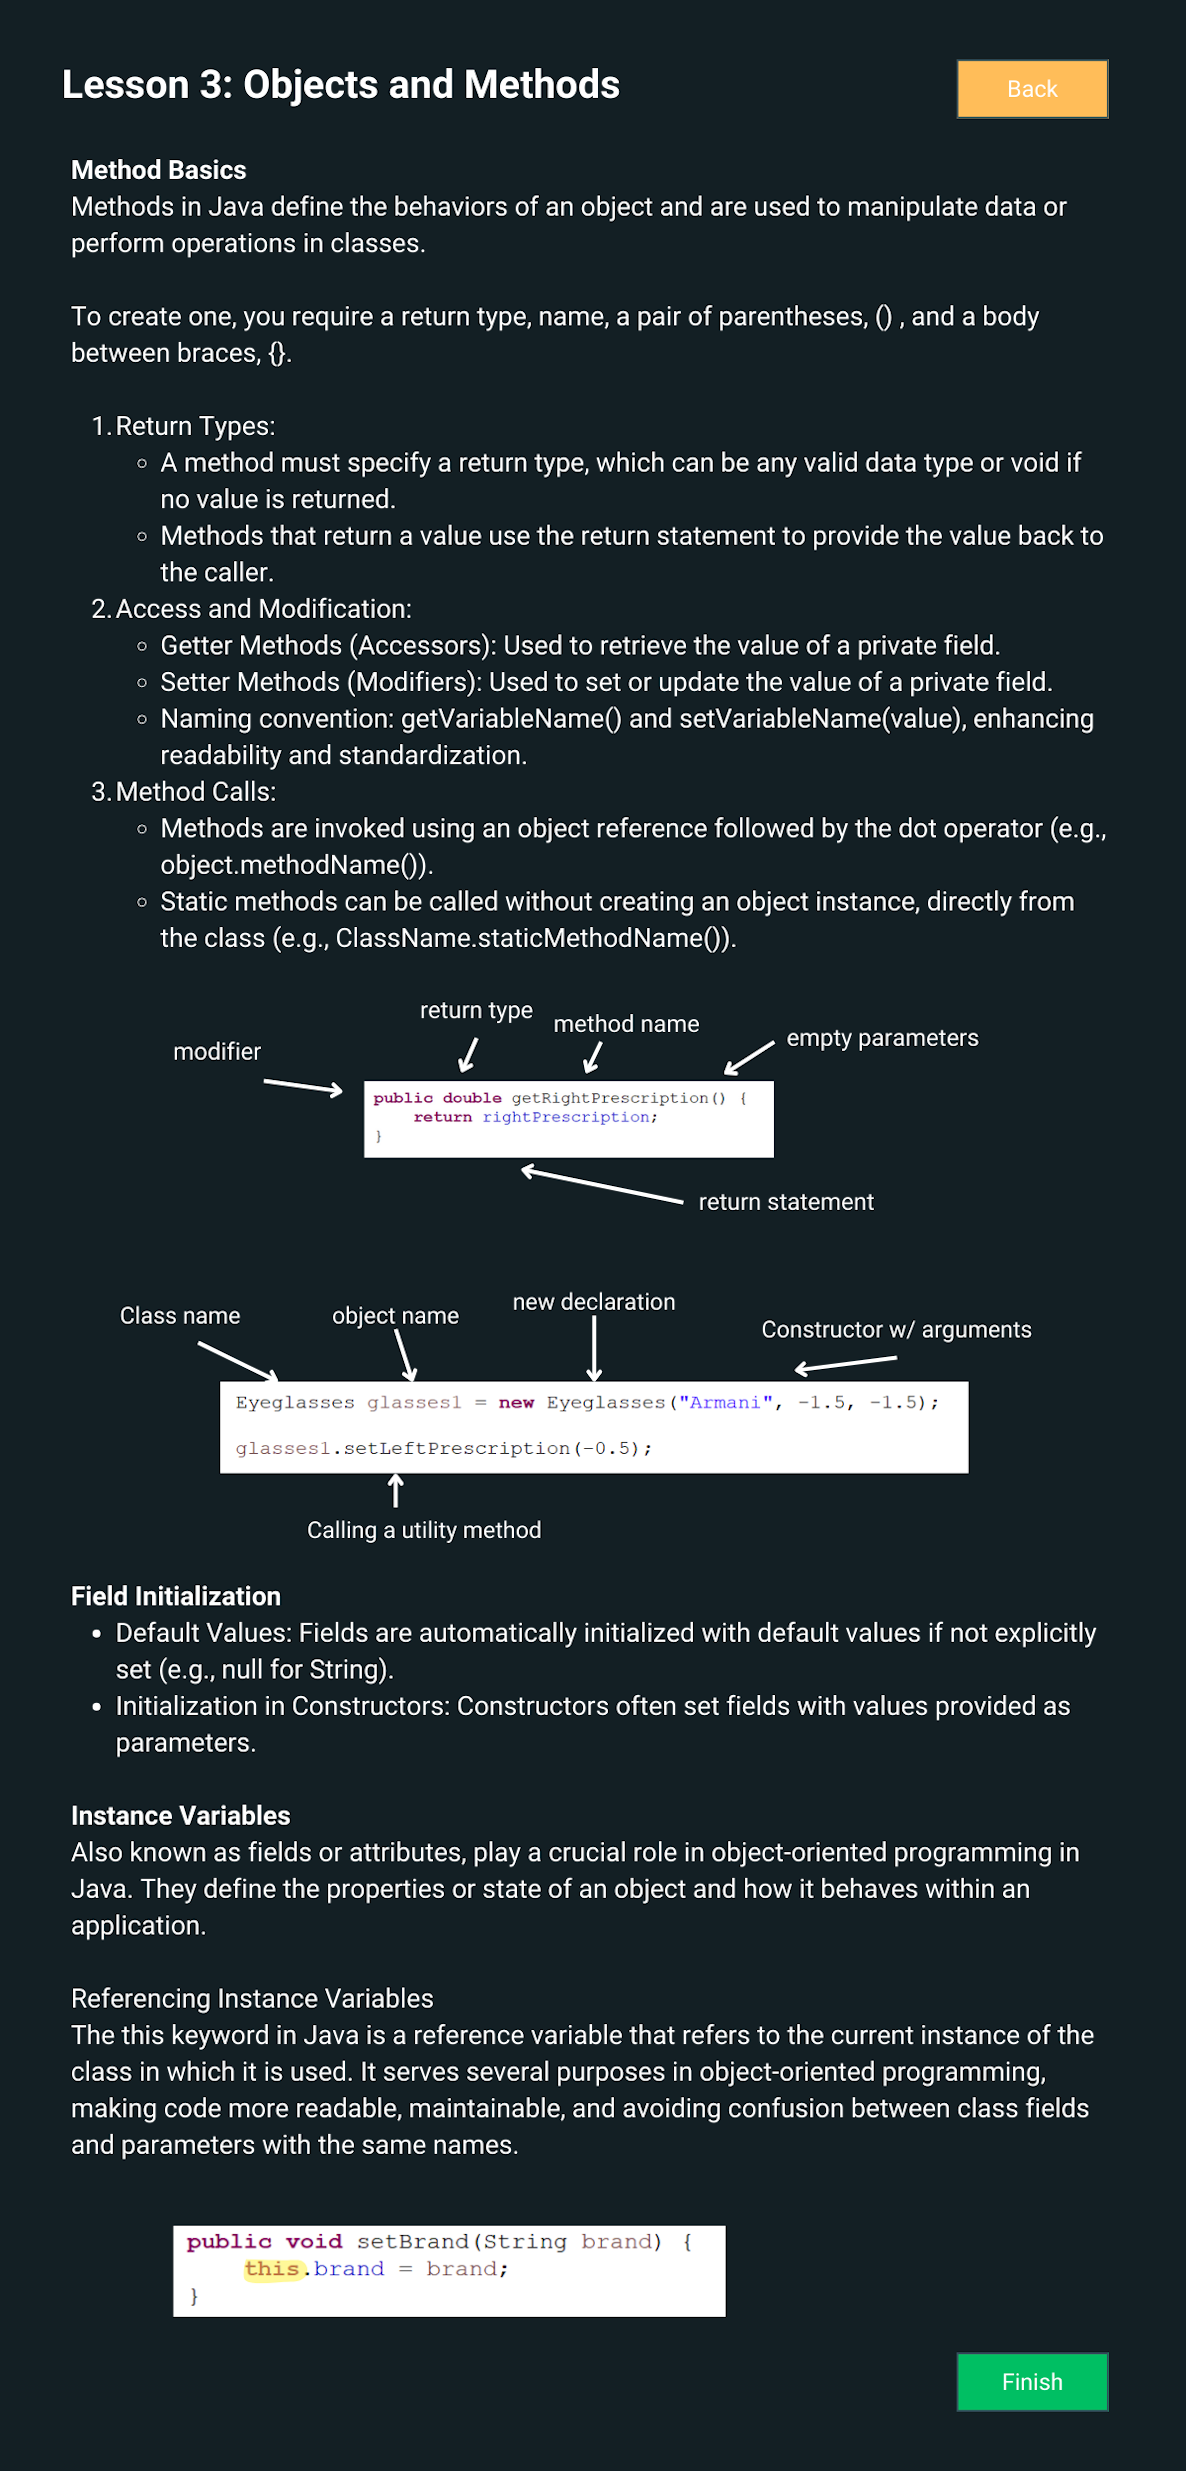 Lesson 3: Objects and Methods
Back
Method Basics
Methods in Java define the behaviors of an object and are used to manipulate data or
perform operations in classes.
To create one, you require a return type, name, a pair of parentheses, () , and a body
between braces, {}.
1. Return Types:
◦ A method must specify a return type, which can be any valid data type or void if
no value is returned.
◦ Methods that return a value use the return statement to provide the value back to
the caller.
2. Access and Modification:
◦ Getter Methods (Accessors): Used to retrieve the value of a private field.
◦ Setter Methods (Modifiers): Used to set or update the value of a private field.
◦ Naming convention: getVariableName() and setVariableName(value), enhancing
readability and standardization.
3. Method Calls:
◦ Methods are invoked using an object reference followed by the dot operator (e.g.,
object.methodName()).
◦ Static methods can be called without creating an object instance, directly from
the class (e.g., ClassName.staticMethodName()).
return type
method name
empty parameters
modifier
public double getRightPrescription() {
return rightPrescription;
}
return statement
new declaration
Class name
object name
Constructor w/ arguments
Eyeglasses glasses1 = new Eyeglasses("Armani", -1.5, -1.5);
glasses1.setLeftPrescription(-0.5);
Calling a utility method
Field Initialization
• Default Values: Fields are automatically initialized with default values if not explicitly
set (e.g., null for String).
• Initialization in Constructors: Constructors often set fields with values provided as
parameters.
Instance Variables
Also known as fields or attributes, play a crucial role in object-oriented programming in
Java. They define the properties or state of an object and how it behaves within an
application.
Referencing Instance Variables
The this keyword in Java is a reference variable that refers to the current instance of the
class in which it is used. It serves several purposes in object-oriented programming,
making code more readable, maintainable, and avoiding confusion between class fields
and parameters with the same names.
public void setBrand(String brand) {
this.brand = brand;
}
Finish